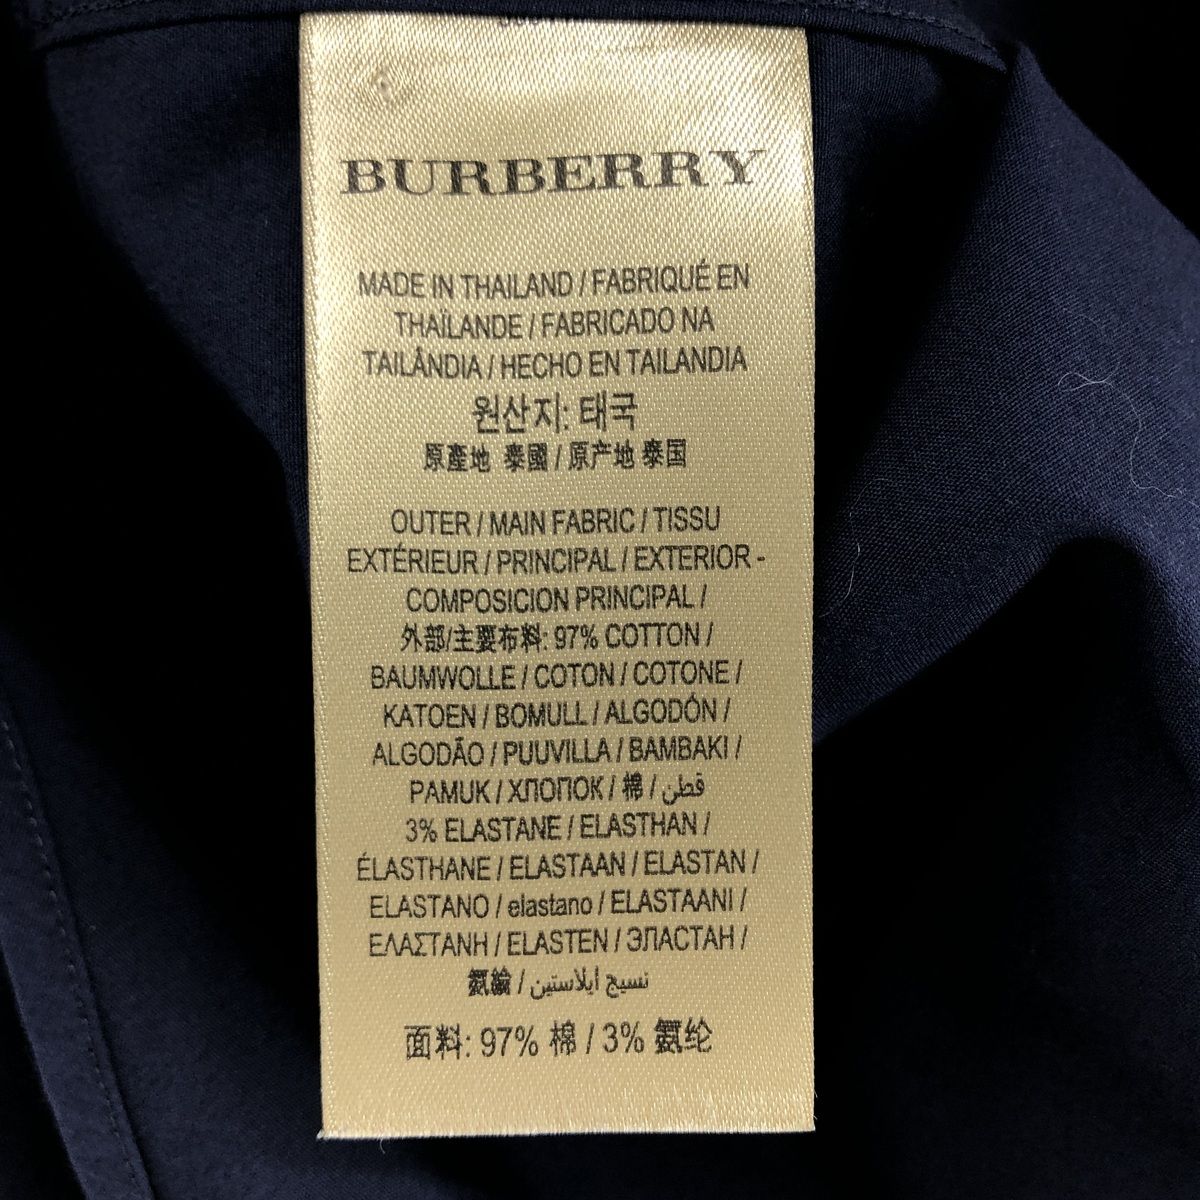 BURBERRY
MADE IN THAILAND / FABRIQUÉ EN
THAÏLANDE / FABRICADO NA
TAILÂNDIA / HECHO EN TAILANDIA
원산지: 태국
原產地 泰國 / 原产地 泰国
OUTER / MAIN FABRIC / TISSU
EXTÉRIEUR / PRINCIPAL / EXTERIOR -
COMPOSICION PRINCIPAL /
外部/主要布料: 97% COTTON /
BAUMWOLLE / COTON / COTONE /
KATOEN / BOMULL / ALGODÓN /
ALGODÃO / PUUVILLA / BAMBAKI /
PAMUK / ХЛОПОК / 棉 / قطن
3% ELASTANE / ELASTHAN /
ÉLASTHANE / ELASTAAN / ELASTAN /
ELASTANO / elastano / ELASTAANI /
ΕΛΑΣΤΑΝΗ / ELASTEN / ЭЛАСТАН /
氨綸 / نسيج ايلاستين
面料: 97% 棉 / 3% 氨纶